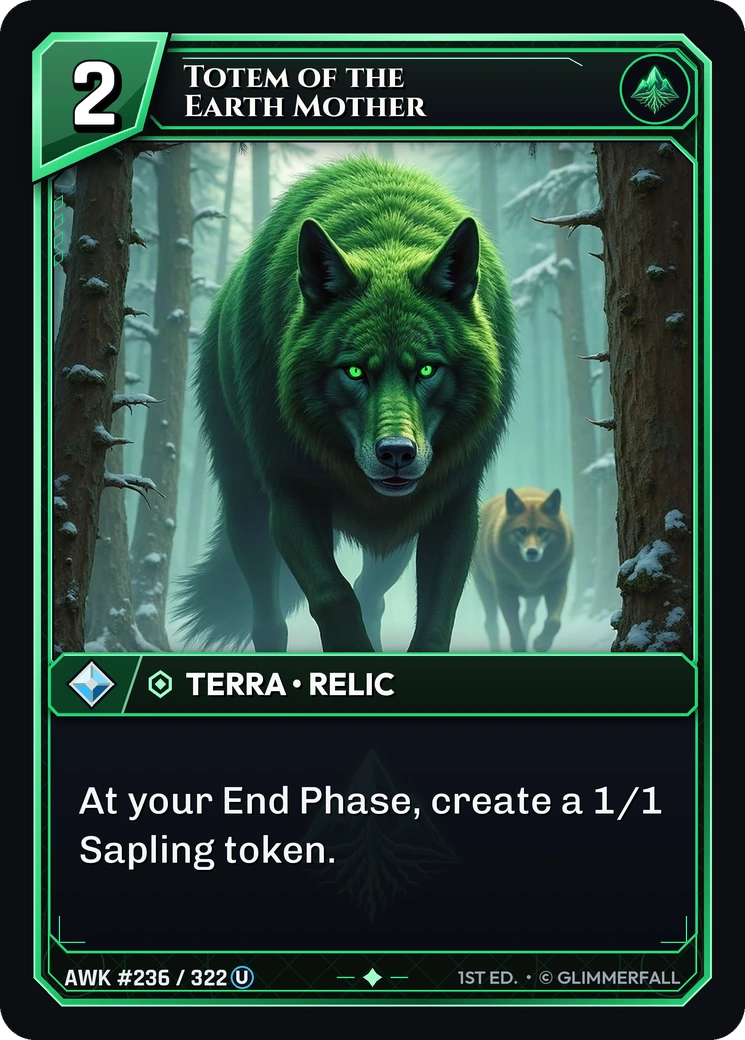 2
Totem of the
Earth Mother
TERRA • RELIC
At your End Phase, create a 1/1
Sapling token.
AWK #236 / 322 U
1ST ED. • © GLIMMERFALL